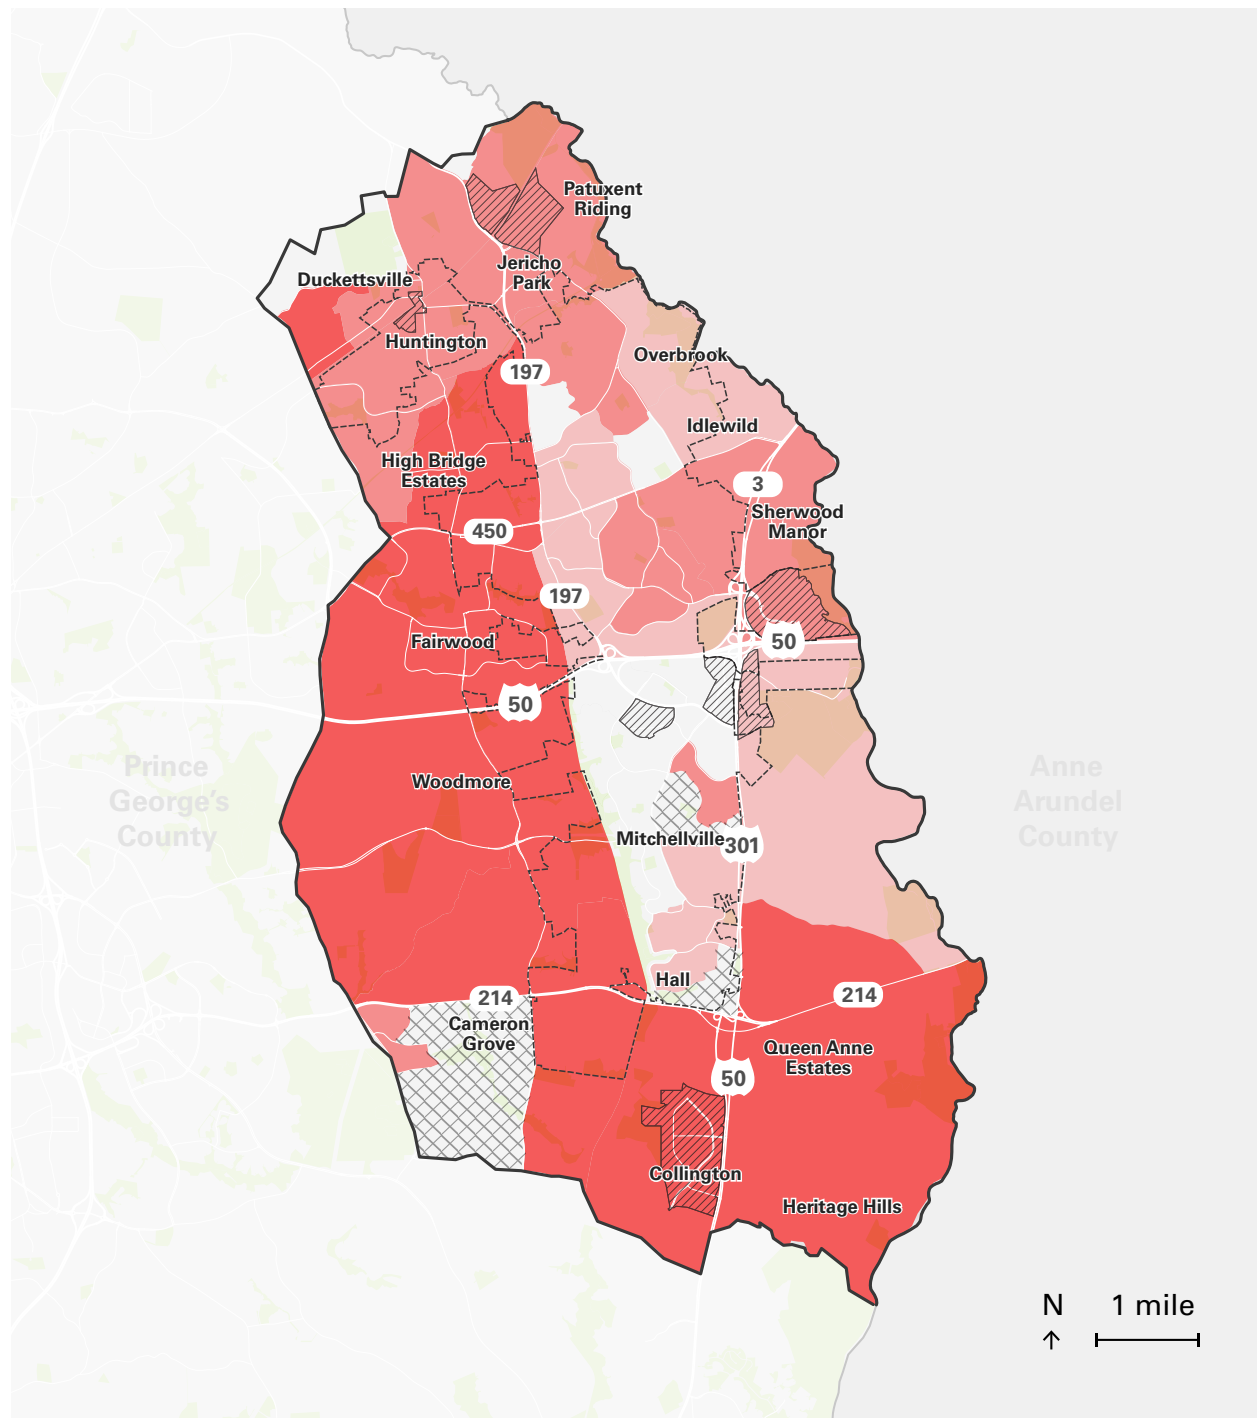 Patuxent
Riding
Jericho
Park
Duckettsville
Huntington
Overbrook
197
Idlewild
High Bridge
Estates
3
Sherwood
Manor
450
197
Fairwood
50
50
Prince
George's
County
Woodmore
Anne
Arundel
County
Mitchellville
301
Hall
214
214
Cameron
Grove
Queen Anne
Estates
50
Collington
Heritage Hills
N
1 mile